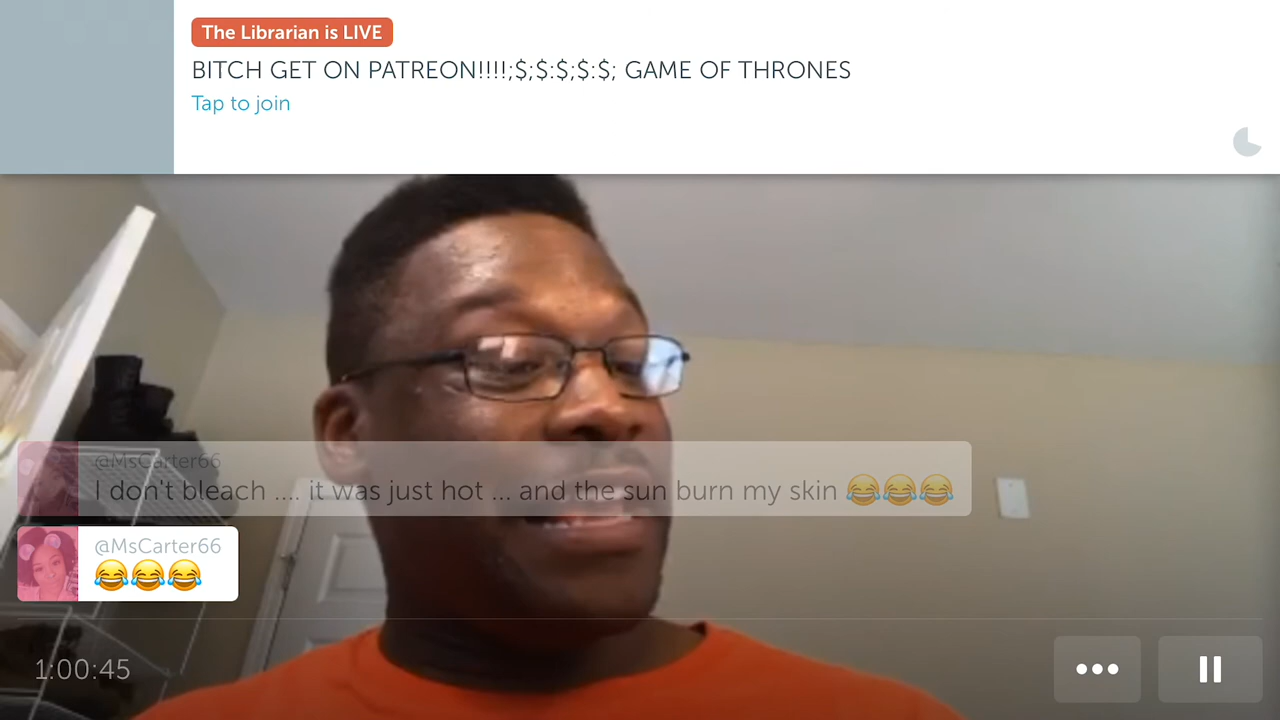 The Librarian is LIVE
BITCH GET ON PATREON!!!!;$;$:$;$:$; GAME OF THRONES
Tap to join
@MsCarter66
I don't bleach .... it was just hot ... and the sun burn my skin 😂😂😂
@MsCarter66
😂😂😂
1:00:45